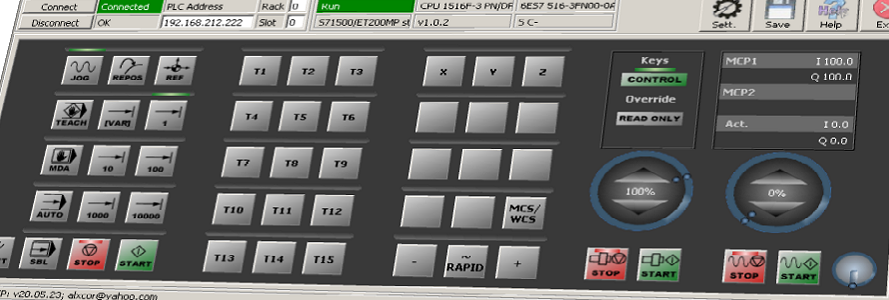 Connect Connected PLC Address Rack 0 Run CPU 1516F-3 PN/DP 6ES7 516-3FN00-0A
Disconnect OK 192.168.212.222 Slot 0 S71500/ET200MP st v1.0.2 5 C-
Sett. Save Help Ex
JOG REPOS REF T1 T2 T3 X Y Z
Keys
CONTROL
Override
READ ONLY
MCP1 I 100.0
Q 100.0
MCP2
Act. I 0.0
Q 0.0
TEACH [VAR] 1 T4 T5 T6
MDA 10 100 T7 T8 T9
AUTO 1000 10000 T10 T11 T12 MCS/
WCS
100% 0%
SBL STOP START T13 T14 T15 - ~ RAPID +
STOP START STOP START
v20.05.23; alxcor@yahoo.com